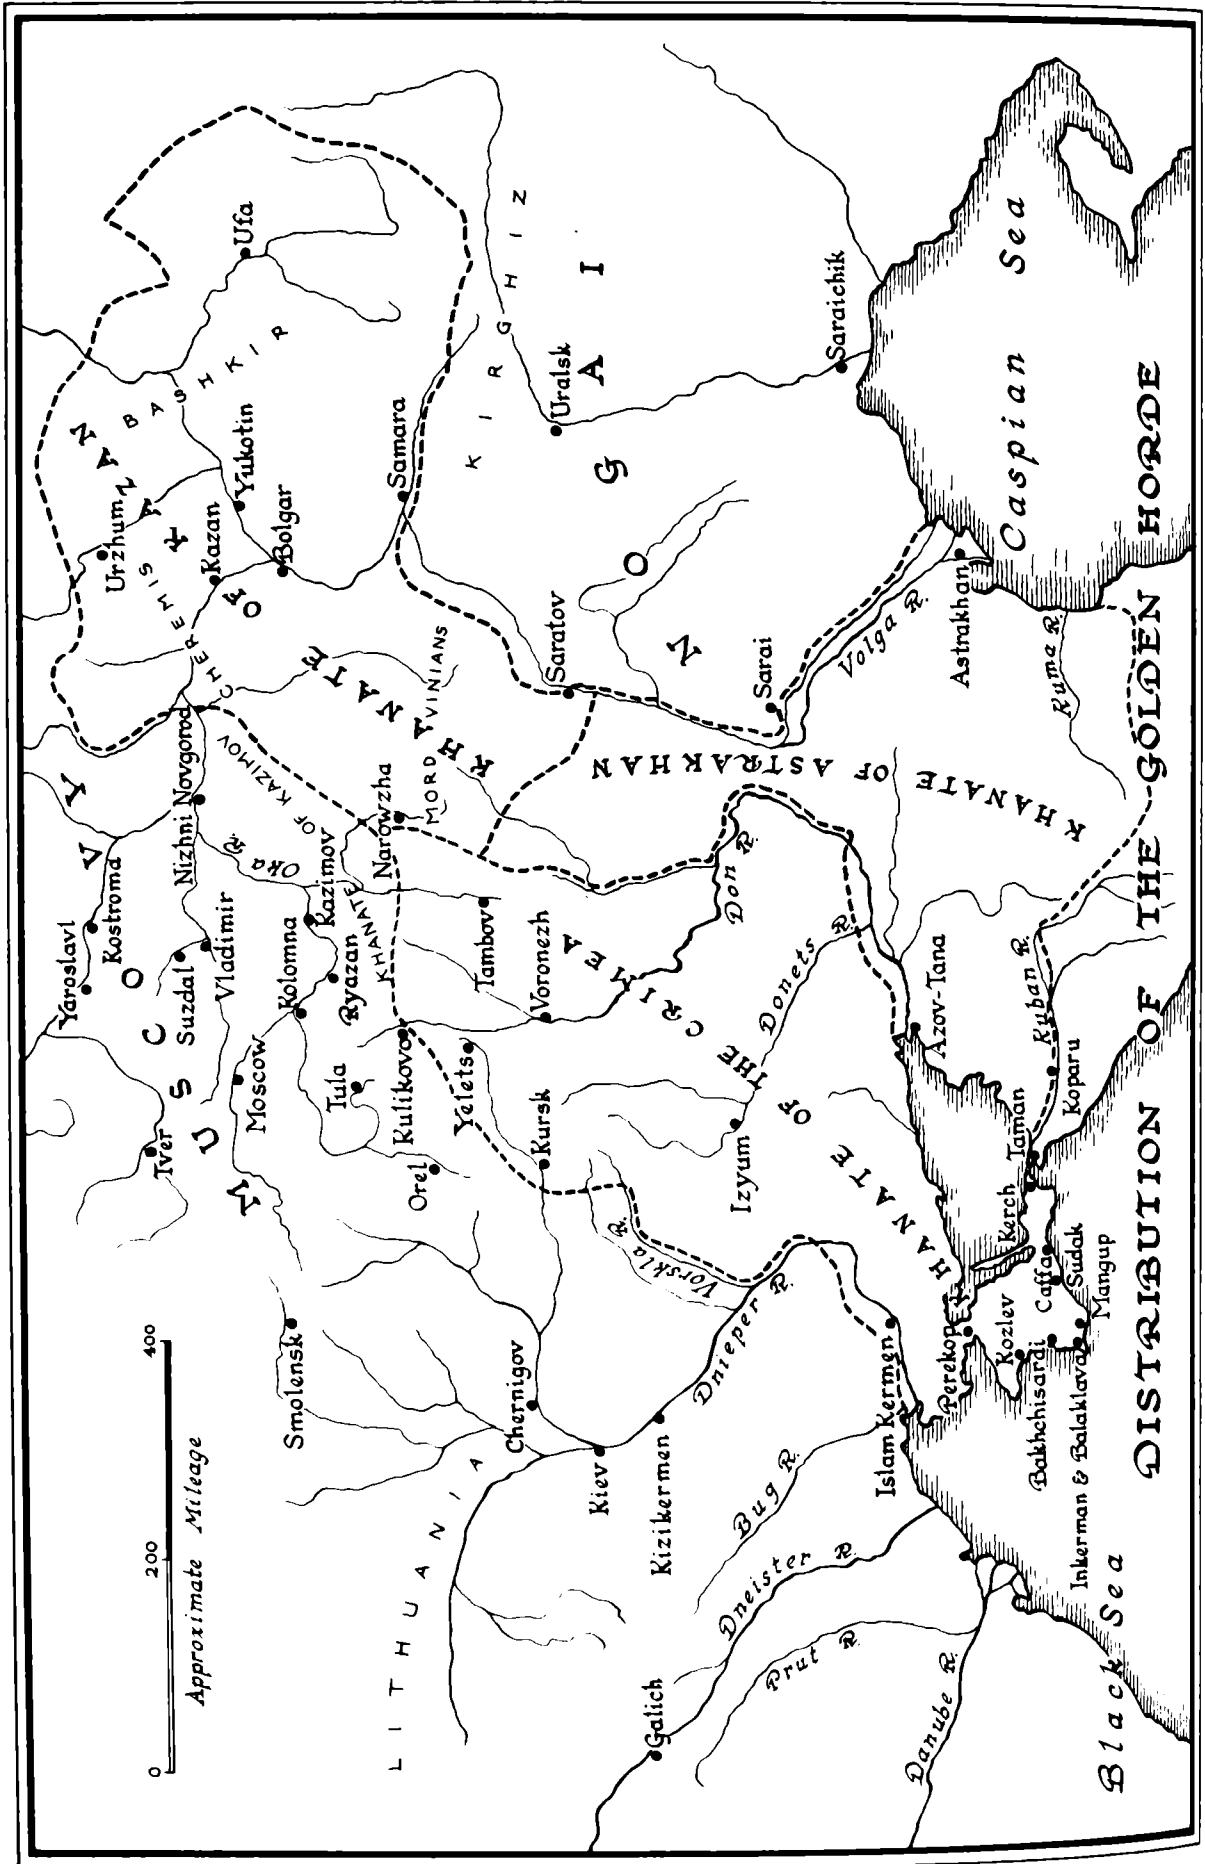 DISTRIBUTION OF THE GOLDEN HORDE
Approximate Mileage
0 200 400
MUSCOVY
LITHUANIA
KHANATE OF KAZAN
KHANATE OF KAZIMOV
KHANATE OF THE CRIMEA
KHANATE OF ASTRAKHAN
NOGAI
CHEREMIS
BASHKIR
MORDVINIANS
KIRGHIZ
Yaroslavl
Kostroma
Tver
Suzdal
Vladimir
Nizhni Novgorod
Moscow
Kolomna
Kazimov
Ryazan
Oka R.
Tula
Kulikovo
Orel
Yelets
Narowzha
Tambov
Voronezh
Kursk
Smolensk
Chernigov
Kiev
Kizikermen
Galich
Izyum
Urzhum
Kazan
Yukotin
Bolgar
Ufa
Samara
Saratov
Uralsk
Saraichik
Sarai
Astrakhan
Volga R.
Don R.
Donets R.
Vorskla R.
Dnieper R.
Bug R.
Dneister R.
Prut R.
Danube R.
Kuma R.
Kuban R.
Azov-Tana
Islam Kermen
Perekop
Kozlev
Bakhchisardi
Inkerman & Balaklava
Mangup
Sudak
Caffa
Kerch
Taman
Koparu
Black Sea
Caspian Sea